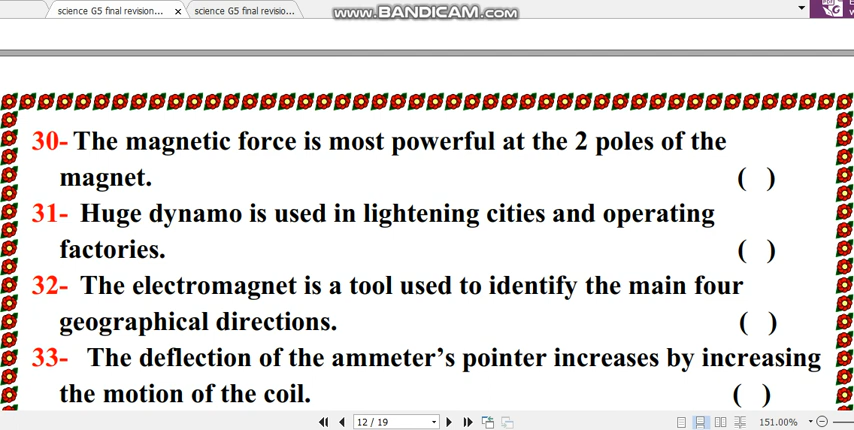 science G5 final revision... × science G5 final revisio...
www.BANDICAM.com
30- The magnetic force is most powerful at the 2 poles of the
magnet. ( )
31- Huge dynamo is used in lightening cities and operating
factories. ( )
32- The electromagnet is a tool used to identify the main four
geographical directions. ( )
33- The deflection of the ammeter’s pointer increases by increasing
the motion of the coil. ( )
12 / 19 151.00%